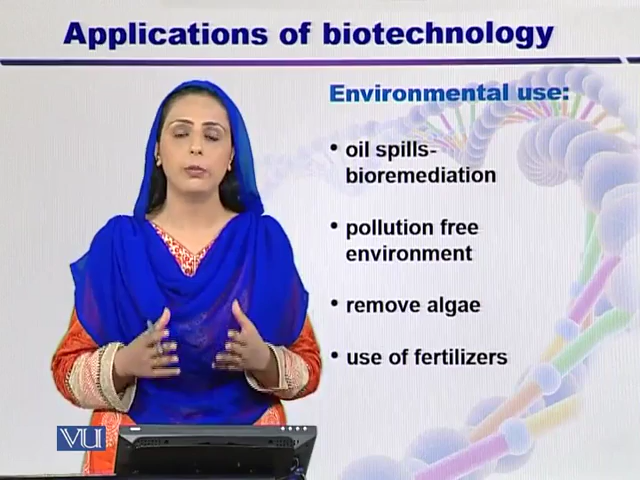 Applications of biotechnology
Environmental use:
• oil spills-
bioremediation
• pollution free
environment
• remove algae
• use of fertilizers
VU